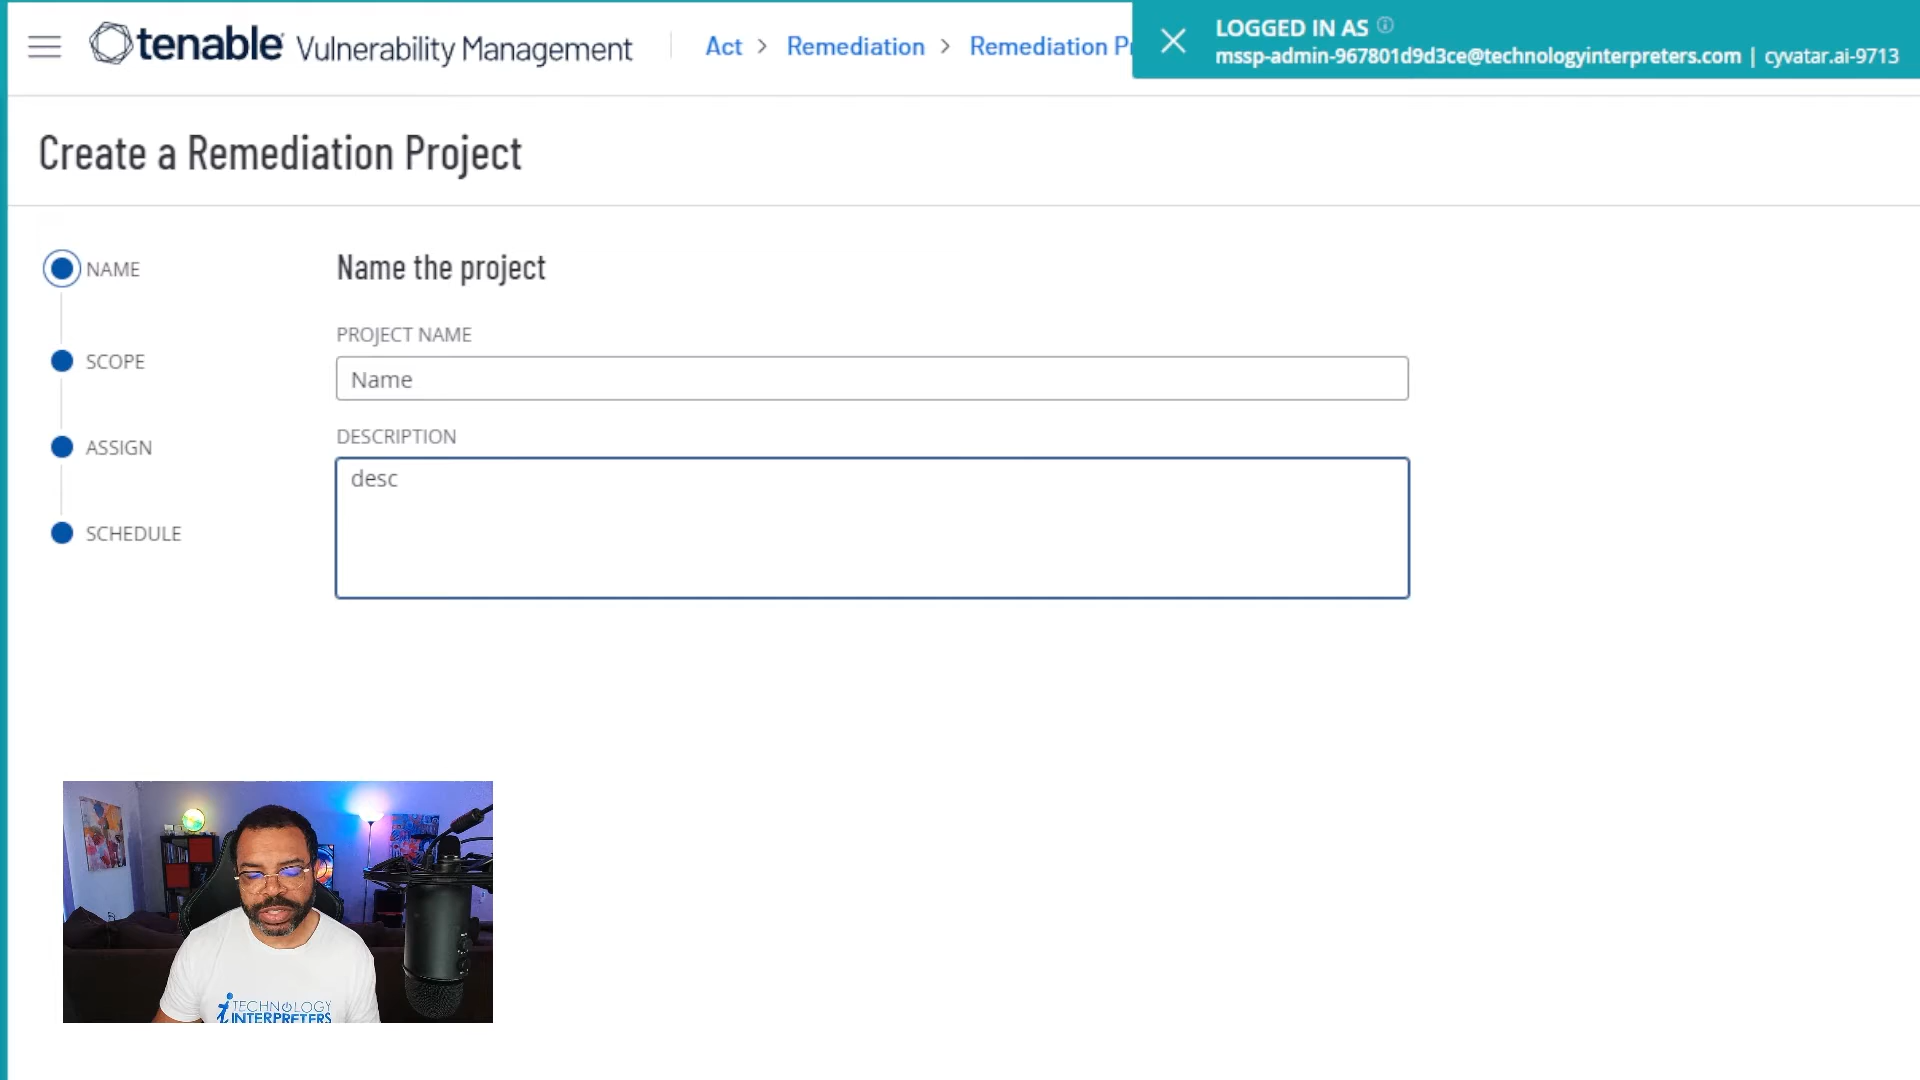 tenable Vulnerability Management
Act > Remediation > Remediation Pr
LOGGED IN AS
mssp-admin-967801d9d3ce@technologyinterpreters.com | cyvatar.ai-9713
Create a Remediation Project
NAME
SCOPE
ASSIGN
SCHEDULE
Name the project
PROJECT NAME
Name
DESCRIPTION
desc
TECHNOLOGY
INTERPRETERS